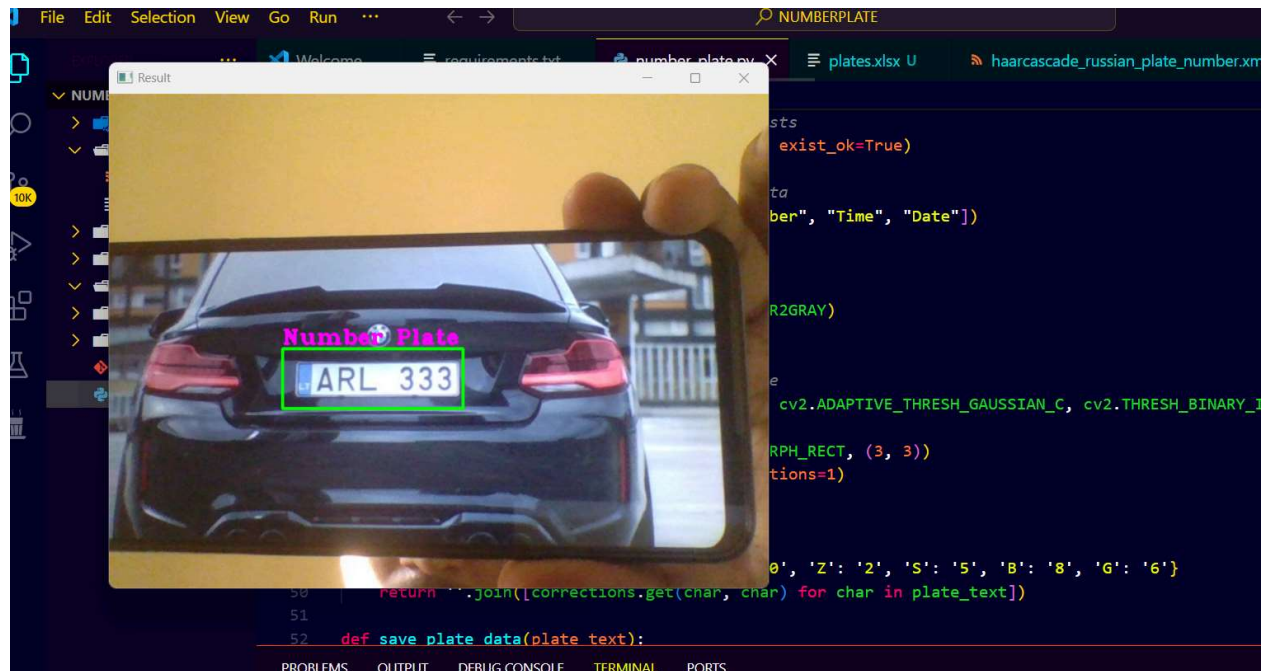 File Edit Selection View Go Run ··· NUMBERPLATE
Welcome requirements.txt number_plate.py plates.xlsx U haarcascade_russian_plate_number.xm
Result
10K
NUME
sts
exist_ok=True)
ta
ber", "Time", "Date"])
R2GRAY)
Number Plate
LT ARL 333
e
cv2.ADAPTIVE_THRESH_GAUSSIAN_C, cv2.THRESH_BINARY_I
RPH_RECT, (3, 3))
tions=1)
0', 'Z': '2', 'S': '5', 'B': '8', 'G': '6'}
50 return ''.join([corrections.get(char, char) for char in plate_text])
51
52 def save_plate_data(plate_text):
PROBLEMS OUTPUT DEBUG CONSOLE TERMINAL PORTS